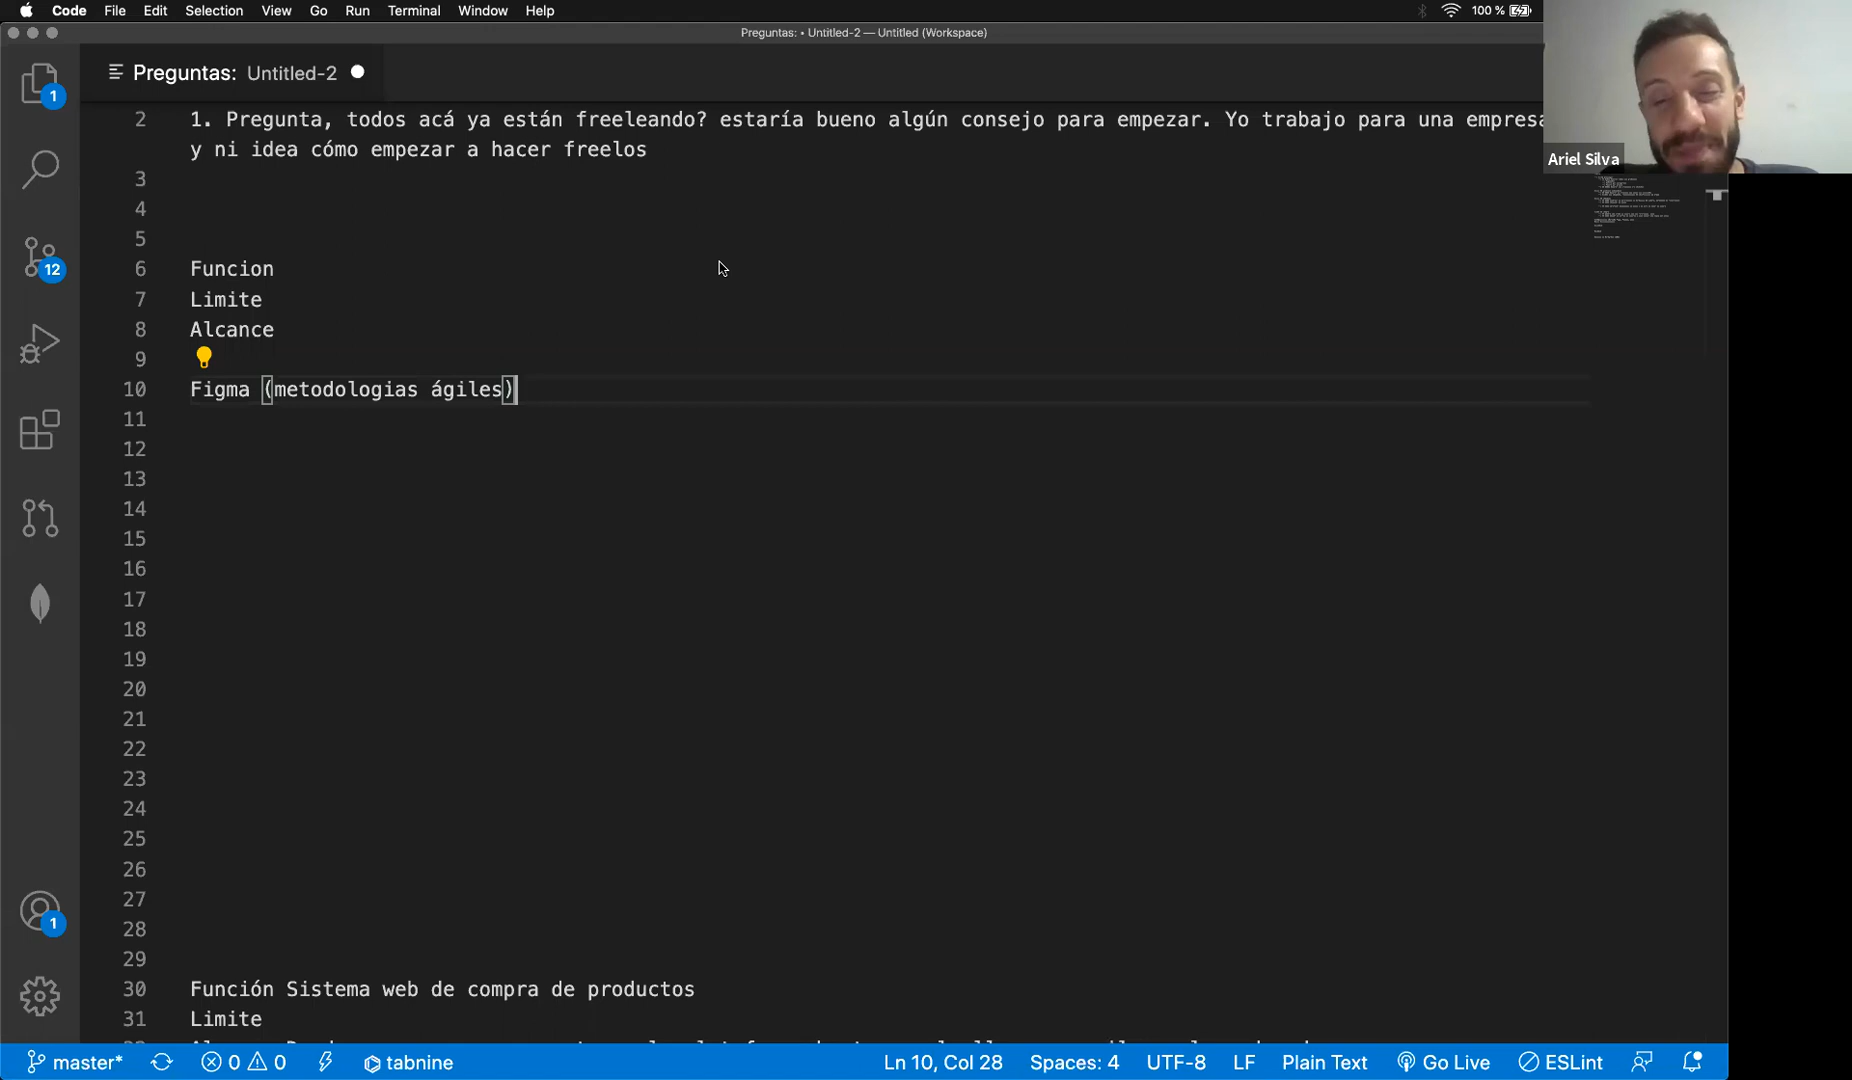 Code File Edit Selection View Go Run Terminal Window Help 100 %
Preguntas: • Untitled-2 — Untitled (Workspace)
Preguntas: Untitled-2
Ariel Silva
2 1. Pregunta, todos acá ya están freeleando? estaría bueno algún consejo para empezar. Yo trabajo para una empresa
y ni idea cómo empezar a hacer freelos
3
4
5
6 Funcion
7 Limite
8 Alcance
9
10 Figma (metodologias ágiles)
11
12
13
14
15
16
17
18
19
20
21
22
23
24
25
26
27
28
29
30 Función Sistema web de compra de productos
31 Limite
1
12
1
master* 0 0 tabnine Ln 10, Col 28 Spaces: 4 UTF-8 LF Plain Text Go Live ESLint